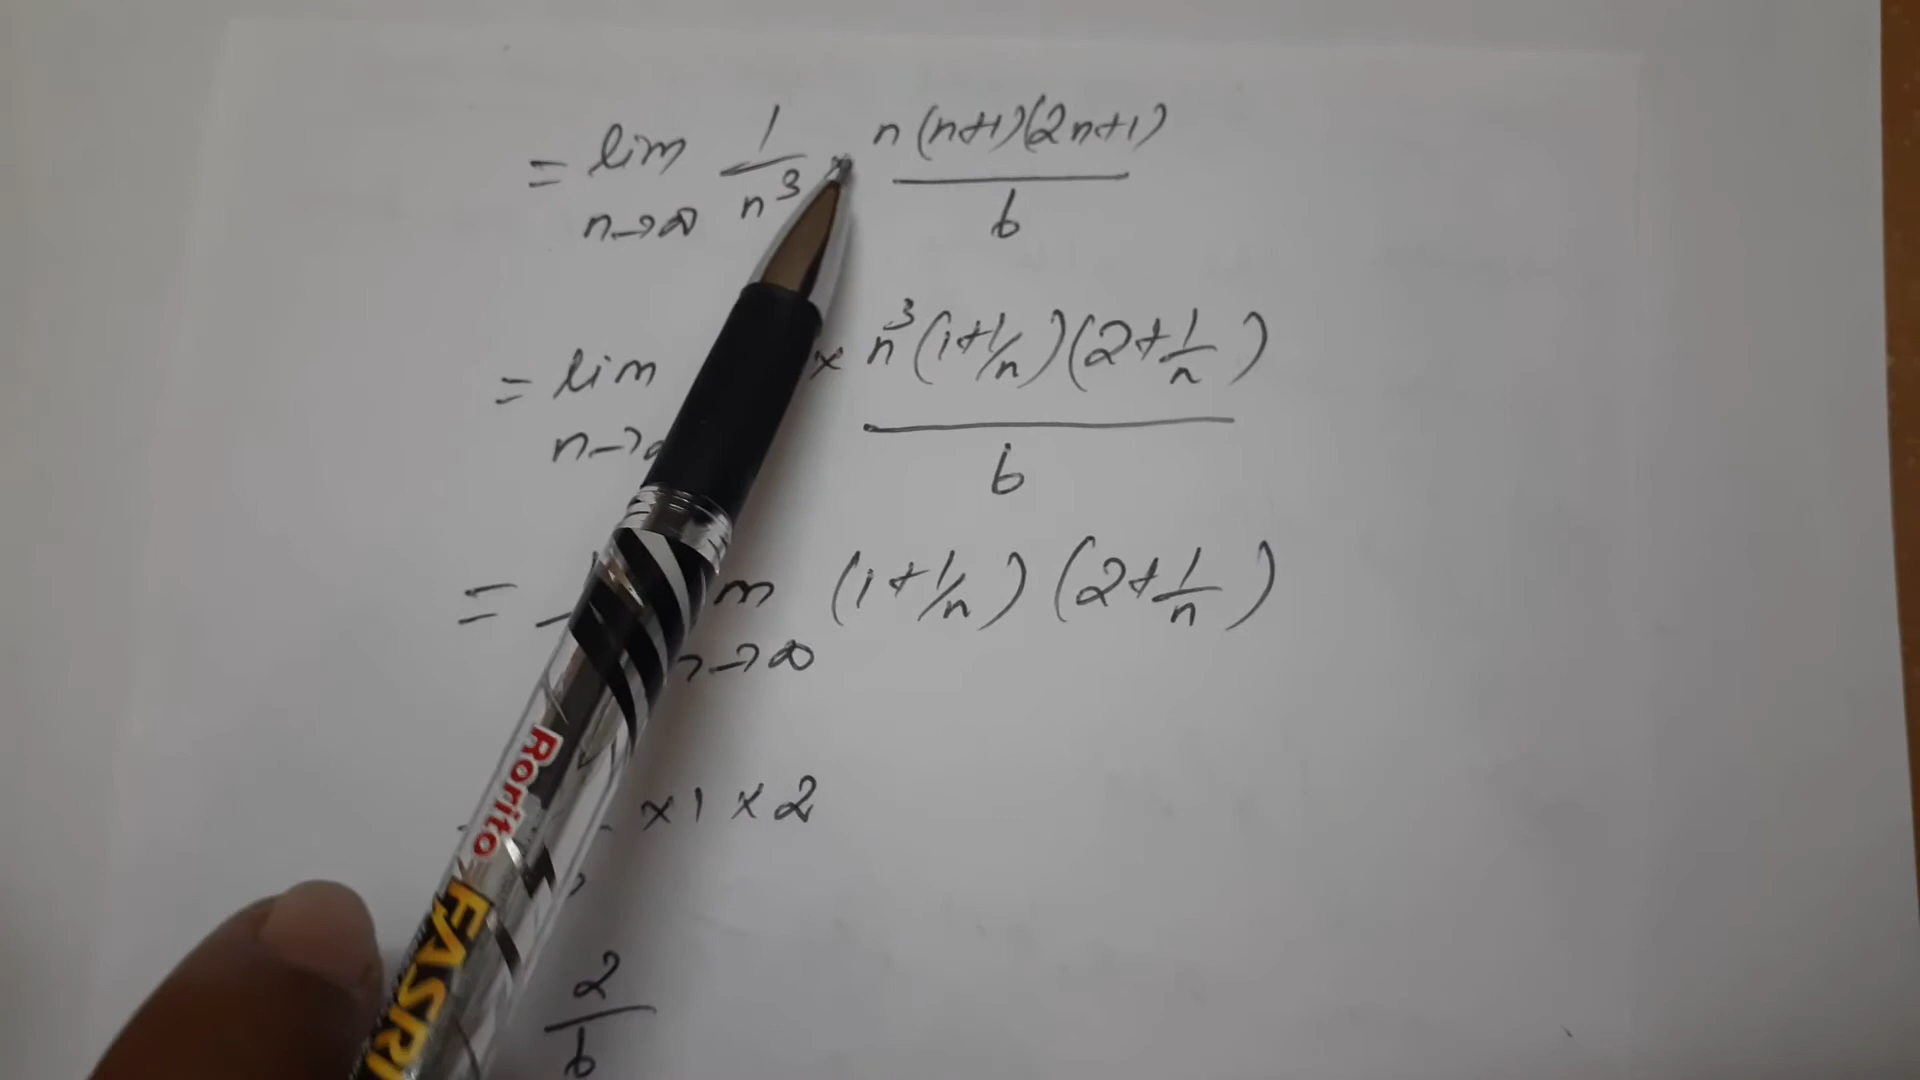 = lim 1/n³ × n(n+1)(2n+1)/6
n→∞
= lim × n³(1+1/n)(2+1/n)/6
n→
= (1+1/n)(2+1/n)
→∞
×1×2
2/6
Rorito
FASR